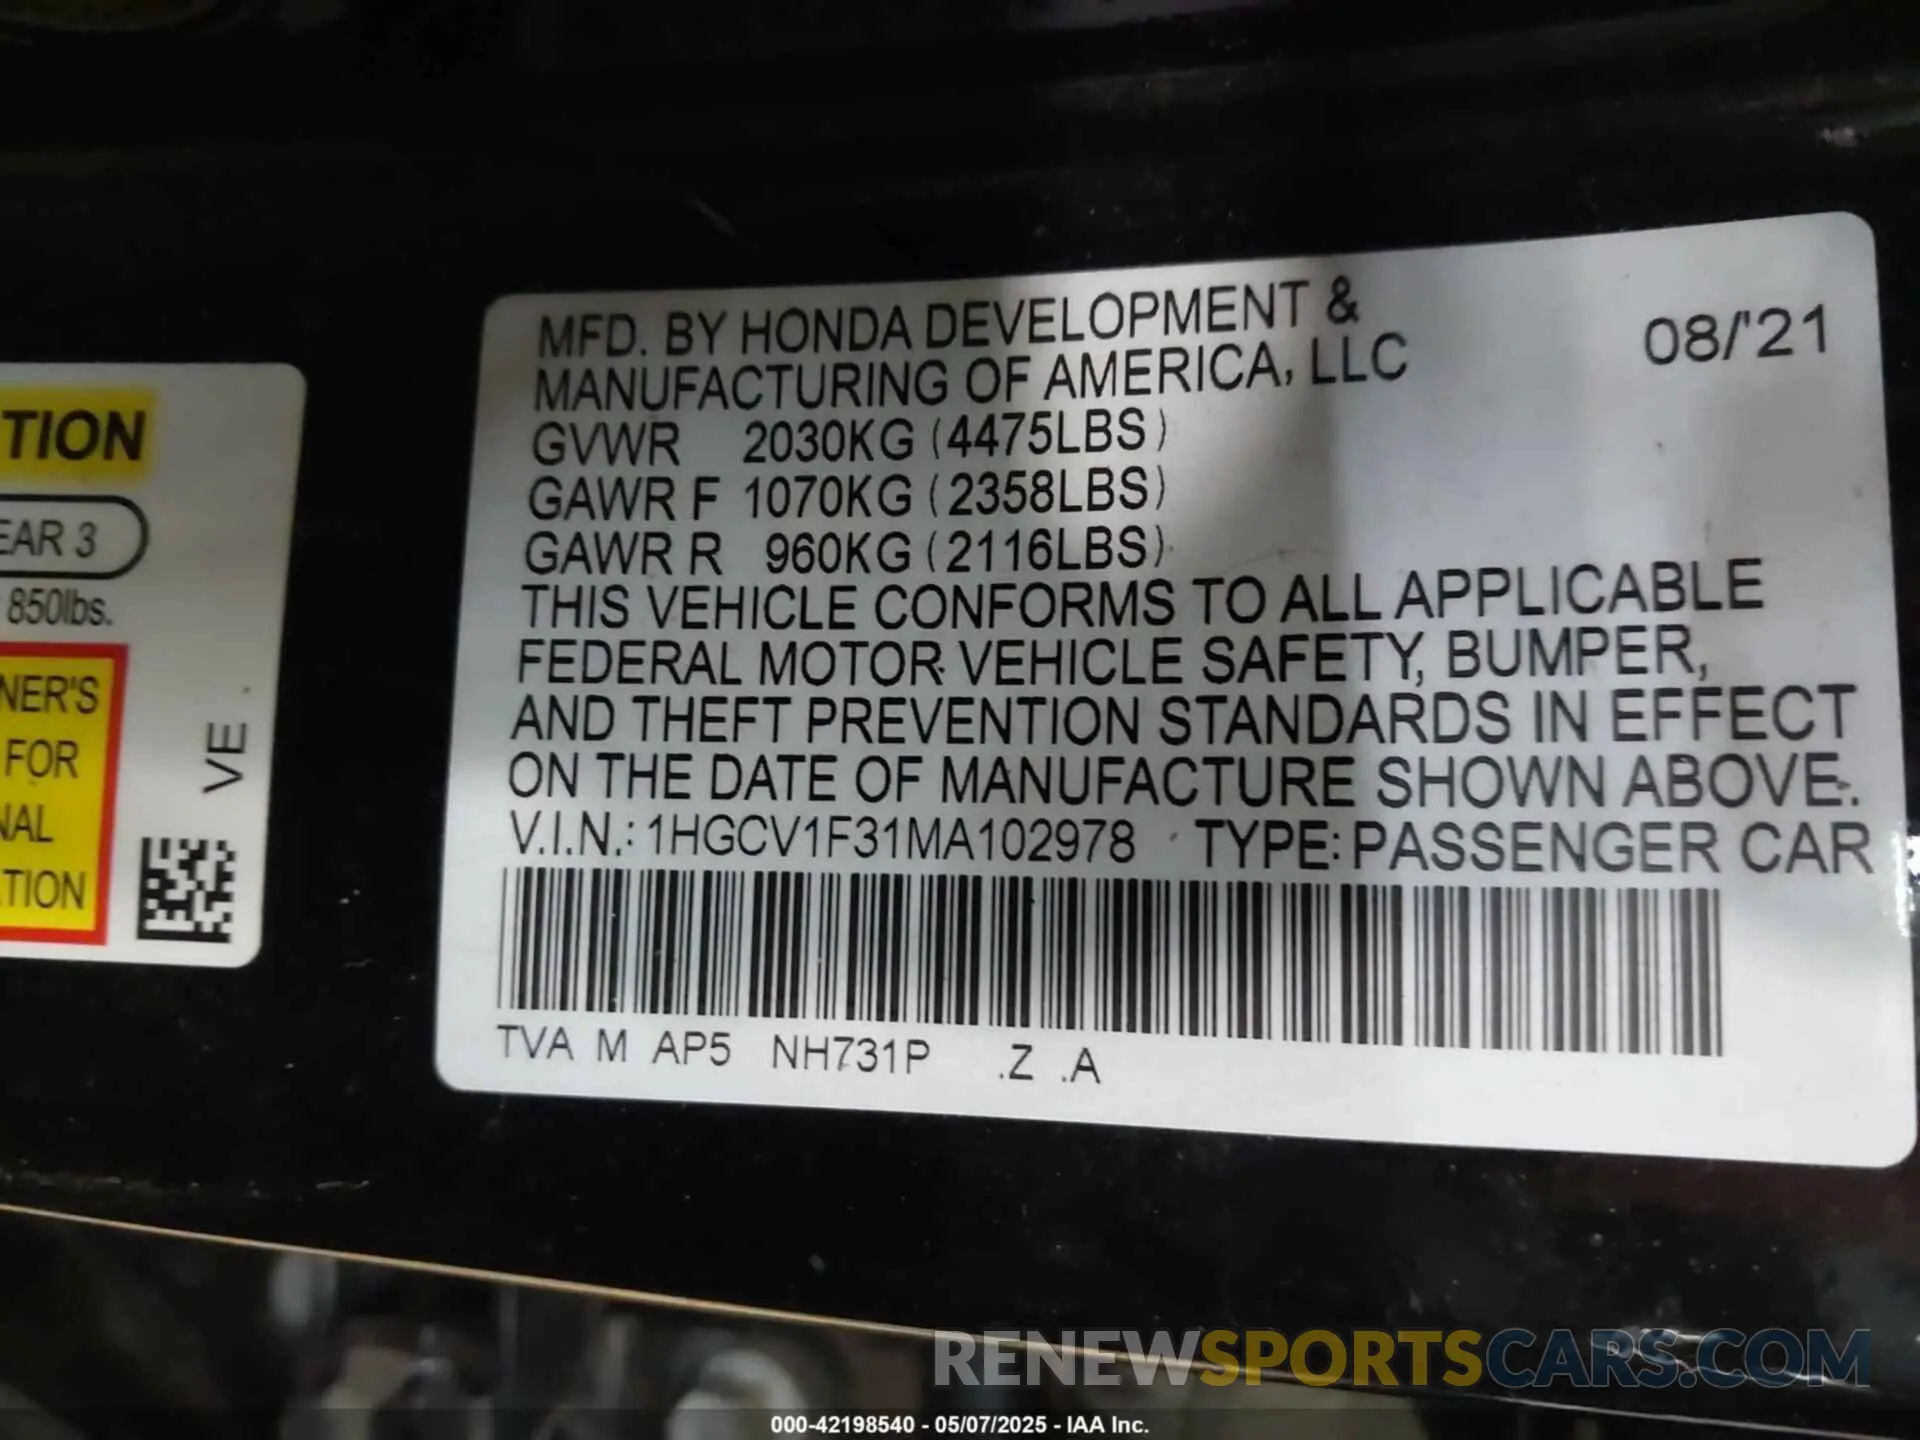 TION
EAR 3
850lbs.
NER'S
FOR
NAL
TION
VE .
MFD. BY HONDA DEVELOPMENT &
MANUFACTURING OF AMERICA, LLC
08/'21
GVWR 2030KG (4475LBS)
GAWR F 1070KG (2358LBS)
GAWR R 960KG (2116LBS)
THIS VEHICLE CONFORMS TO ALL APPLICABLE
FEDERAL MOTOR VEHICLE SAFETY, BUMPER,
AND THEFT PREVENTION STANDARDS IN EFFECT
ON THE DATE OF MANUFACTURE SHOWN ABOVE.
V.I.N.: 1HGCV1F31MA102978 TYPE: PASSENGER CAR
TVA M AP5 NH731P .Z .A
RENEWSPORTSCARS.COM
000-42198540 - 05/07/2025 - IAA Inc.